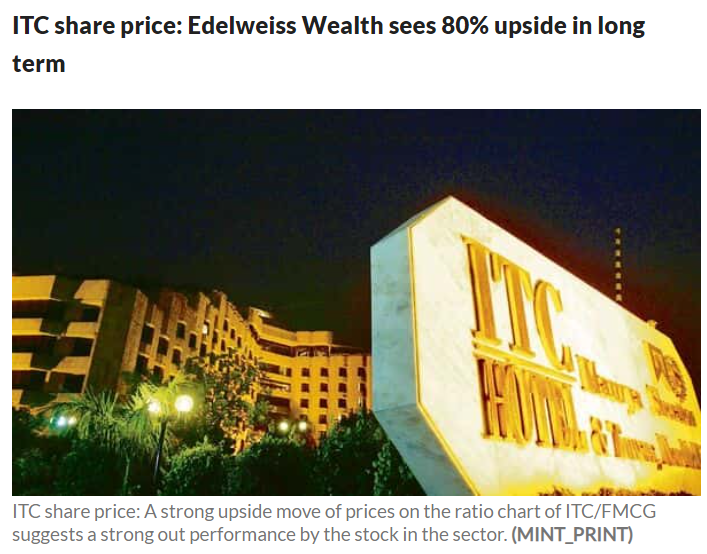 ITC share price: Edelweiss Wealth sees 80% upside in long
term
ITC
HOTEL
Maurya Sheraton
& Towers,
ITC share price: A strong upside move of prices on the ratio chart of ITC/FMCG
suggests a strong out performance by the stock in the sector. (MINT_PRINT)